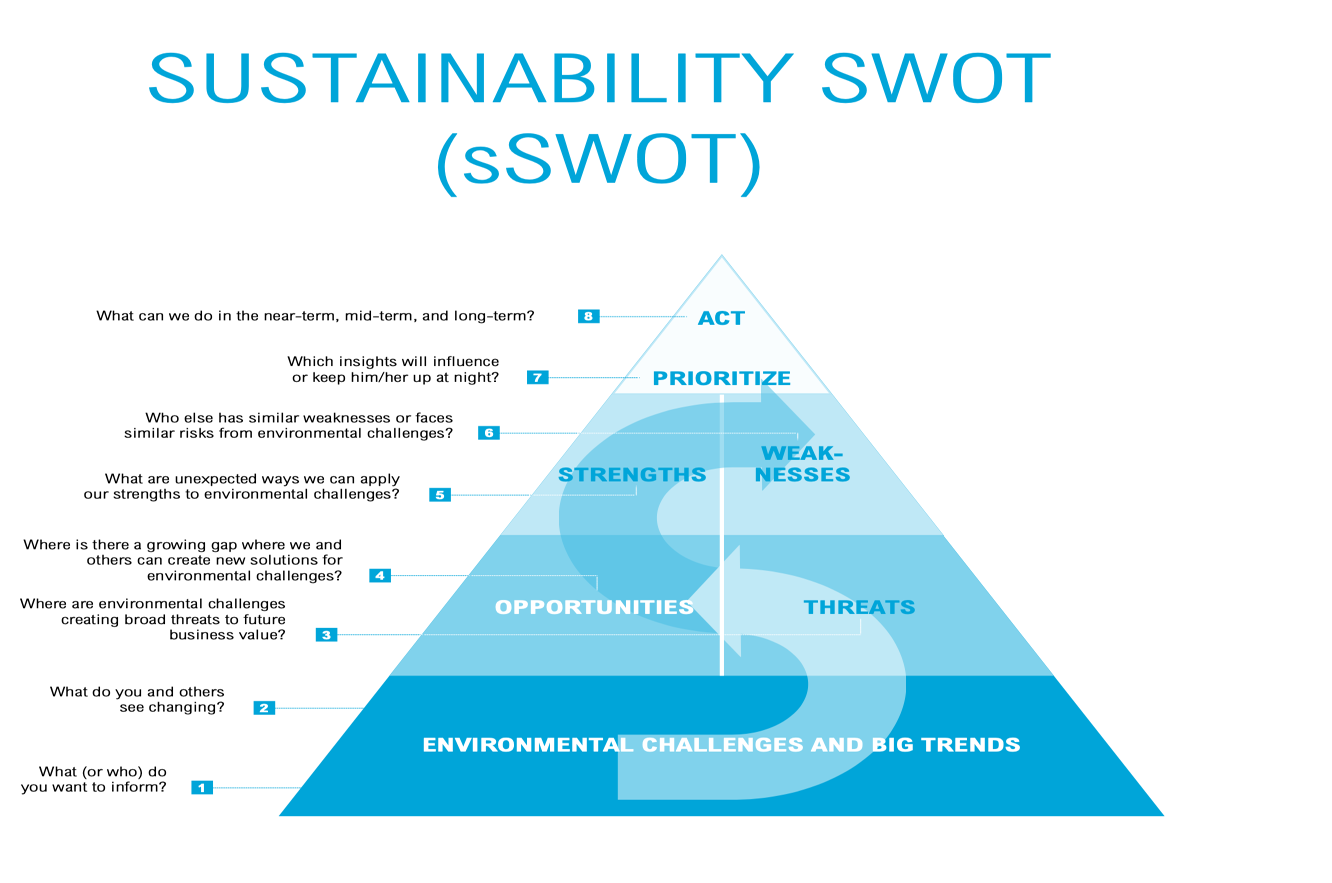 SUSTAINABILITY SWOT
(sSWOT)
What can we do in the near-term, mid-term, and long-term?
8
ACT
Which insights will influence
or keep him/her up at night?
7
PRIORITIZE
Who else has similar weaknesses or faces
similar risks from environmental challenges?
6
WEAK-
NESSES
What are unexpected ways we can apply
our strengths to environmental challenges?
5
STRENGTHS
Where is there a growing gap where we and
others can create new solutions for
environmental challenges?
4
OPPORTUNITIES
Where are environmental challenges
creating broad threats to future
business value?
3
THREATS
What do you and others
see changing?
2
ENVIRONMENTAL CHALLENGES AND BIG TRENDS
What (or who) do
you want to inform?
1